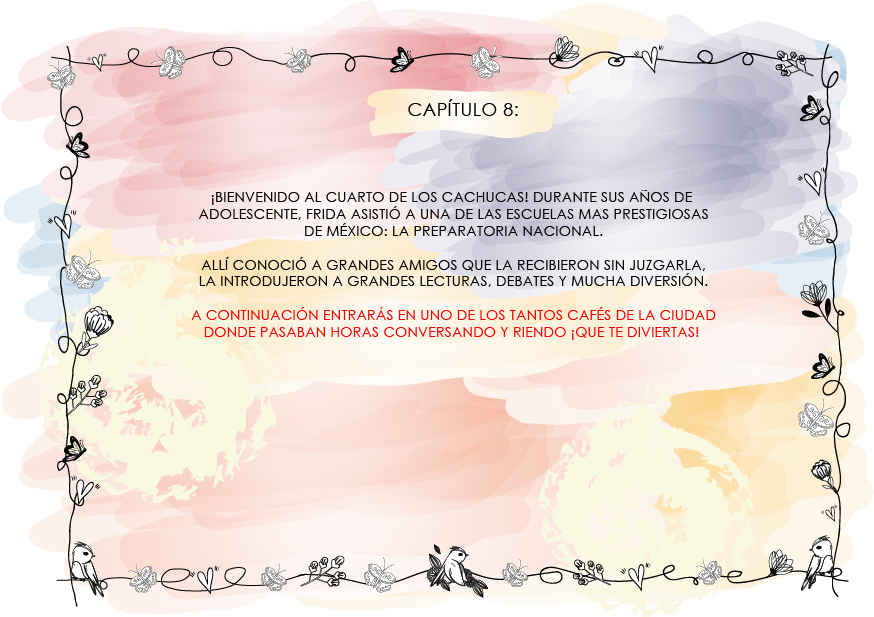 CAPÍTULO 8:
¡BIENVENIDO AL CUARTO DE LOS CACHUCAS! DURANTE SUS AÑOS DE
ADOLESCENTE, FRIDA ASISTIÓ A UNA DE LAS ESCUELAS MAS PRESTIGIOSAS
DE MÉXICO: LA PREPARATORIA NACIONAL.
ALLÍ CONOCIÓ A GRANDES AMIGOS QUE LA RECIBIERON SIN JUZGARLA,
LA INTRODUJERON A GRANDES LECTURAS, DEBATES Y MUCHA DIVERSIÓN.
A CONTINUACIÓN ENTRARÁS EN UNO DE LOS TANTOS CAFÉS DE LA CIUDAD
DONDE PASABAN HORAS CONVERSANDO Y RIENDO ¡QUE TE DIVIERTAS!